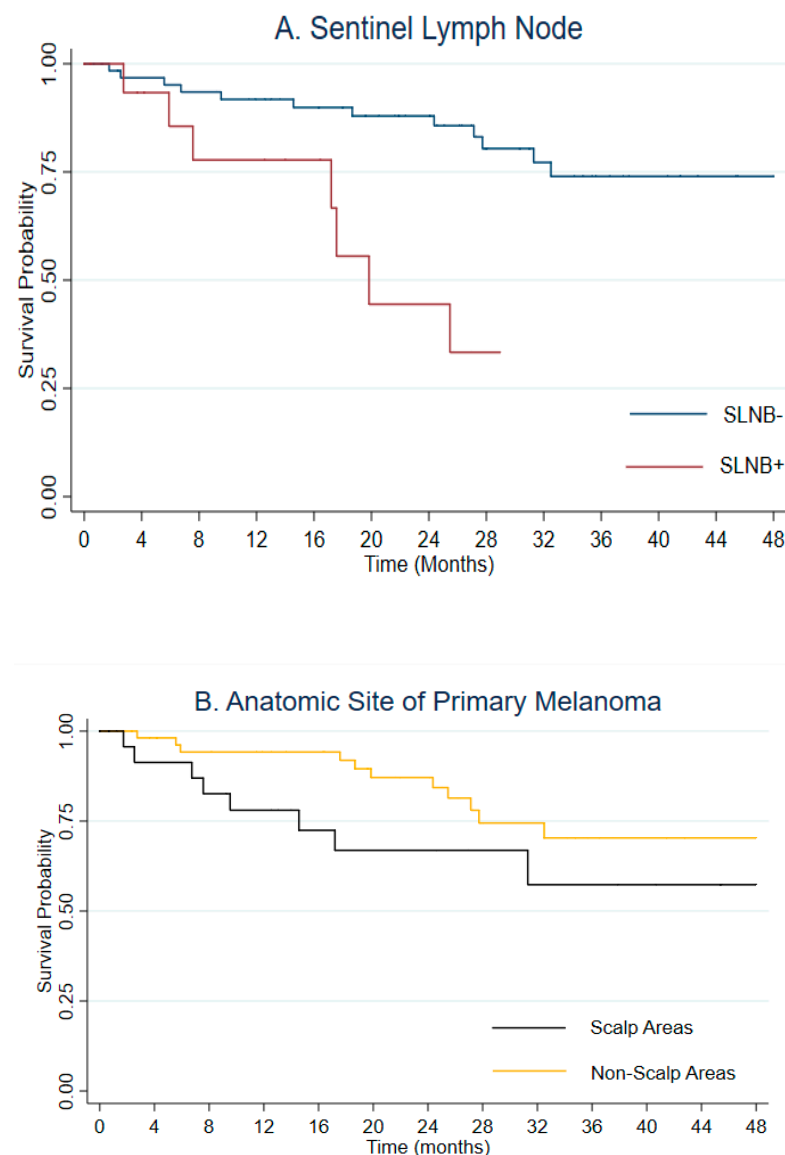 A. Sentinel Lymph Node
Survival Probability
1.00
0.75
0.50
0.25
0.00
SLNB-
SLNB+
0 4 8 12 16 20 24 28 32 36 40 44 48
Time (Months)
B. Anatomic Site of Primary Melanoma
Survival Probability
1.00
0.75
0.50
0.25
0.00
Scalp Areas
Non-Scalp Areas
0 4 8 12 16 20 24 28 32 36 40 44 48
Time (months)